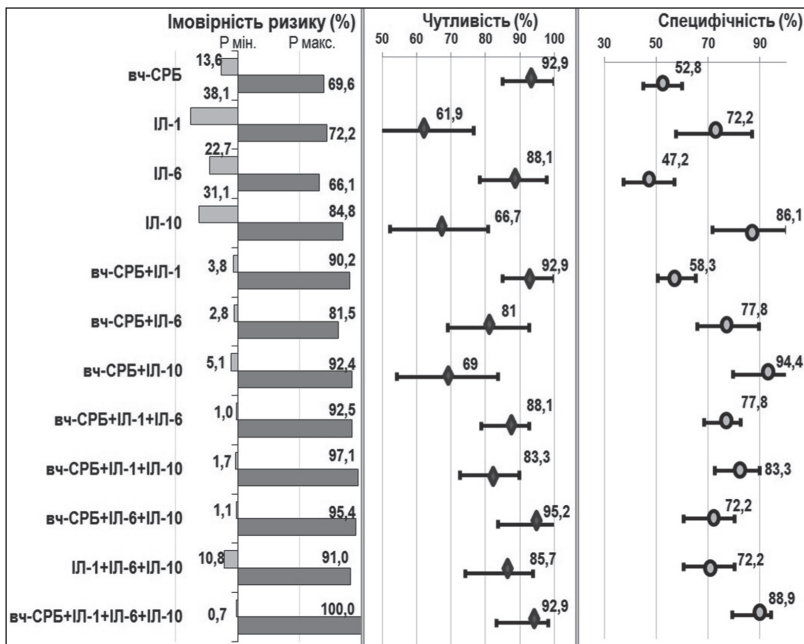 Імовірність ризику (%) Чутливість (%) Специфічність (%)
Р мін. Р макс. 50 60 70 80 90 100 30 50 70 90
вч-СРБ 13,6 69,6 92,9 52,8
ІЛ-1 38,1 72,2 61,9 72,2
ІЛ-6 22,7 66,1 88,1 47,2
ІЛ-10 31,1 84,8 66,7 86,1
вч-СРБ+ІЛ-1 3,8 90,2 92,9 58,3
вч-СРБ+ІЛ-6 2,8 81,5 81 77,8
вч-СРБ+ІЛ-10 5,1 92,4 69 94,4
вч-СРБ+ІЛ-1+ІЛ-6 1,0 92,5 88,1 77,8
вч-СРБ+ІЛ-1+ІЛ-10 1,7 97,1 83,3 83,3
вч-СРБ+ІЛ-6+ІЛ-10 1,1 95,4 95,2 72,2
ІЛ-1+ІЛ-6+ІЛ-10 10,8 91,0 85,7 72,2
вч-СРБ+ІЛ-1+ІЛ-6+ІЛ-10 0,7 100,0 92,9 88,9